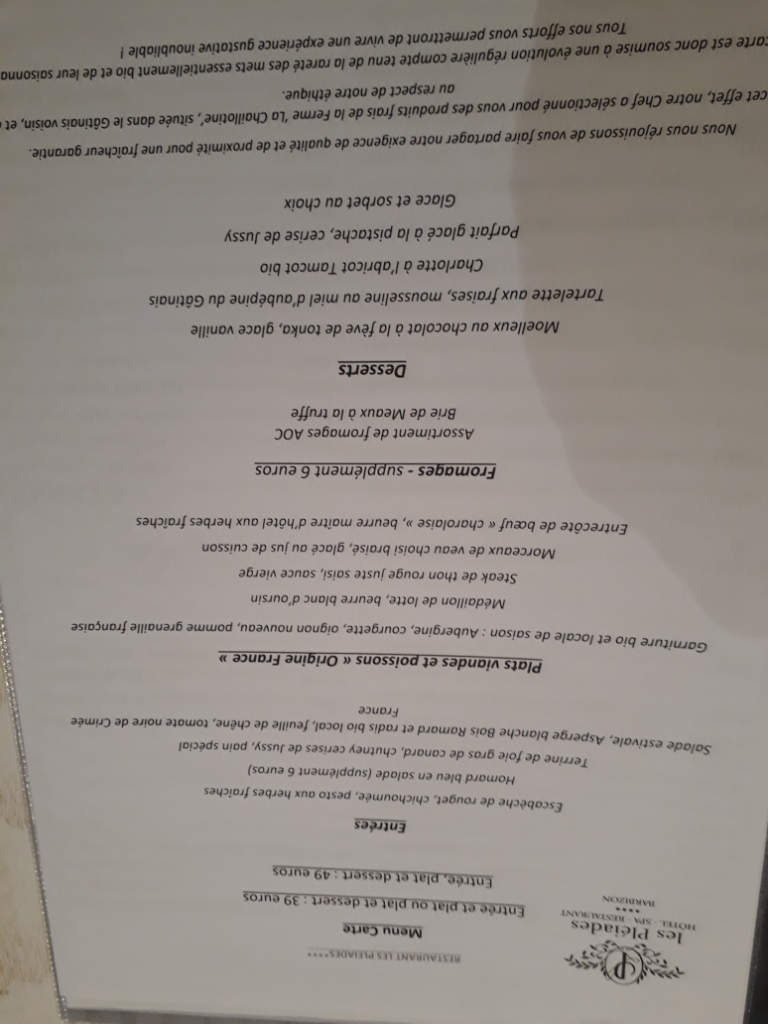 les Pléiades
HÔTEL - SPA - RESTAURANT
****
BARBIZON
RESTAURANT LES PLEIADES****
Menu Carte
Entrée et plat ou plat et dessert : 39 euros
Entrée, plat et dessert : 49 euros
Entrées
Escabèche de rouget, chichoumée, pesto aux herbes fraîches
Homard bleu en salade (supplément 6 euros)
Terrine de foie gras de canard, chutney cerises de Jussy, pain spécial
Salade estivale, Asperge blanche Bois Ramard et radis bio local, feuille de chêne, tomate noire de Crimée
France
Plats viandes et poissons « Origine France »
Garniture bio et locale de saison : Aubergine, courgette, oignon nouveau, pomme grenaille française
Médaillon de lotte, beurre blanc d'oursin
Steak de thon rouge juste saisi, sauce vierge
Morceaux de veau choisi braisé, glacé au jus de cuisson
Entrecôte de bœuf « charolaise », beurre maître d'hôtel aux herbes fraîches
Fromages - supplément 6 euros
Assortiment de fromages AOC
Brie de Meaux à la truffe
Desserts
Moelleux au chocolat à la fève de tonka, glace vanille
Tartelette aux fraises, mousseline au miel d'aubépine du Gâtinais
Charlotte à l'abricot Tamcot bio
Parfait glacé à la pistache, cerise de Jussy
Glace et sorbet au choix
Nous nous réjouissons de vous faire partager notre exigence de qualité et de proximité pour une fraîcheur garantie.
cet effet, notre Chef a sélectionné pour vous des produits frais de la Ferme 'La Chaillotine', située dans le Gâtinais voisin, et
au respect de notre éthique.
carte est donc soumise à une évolution régulière compte tenu de la rareté des mets essentiellement bio et de leur saisonna
Tous nos efforts vous permettront de vivre une expérience gustative inoubliable !